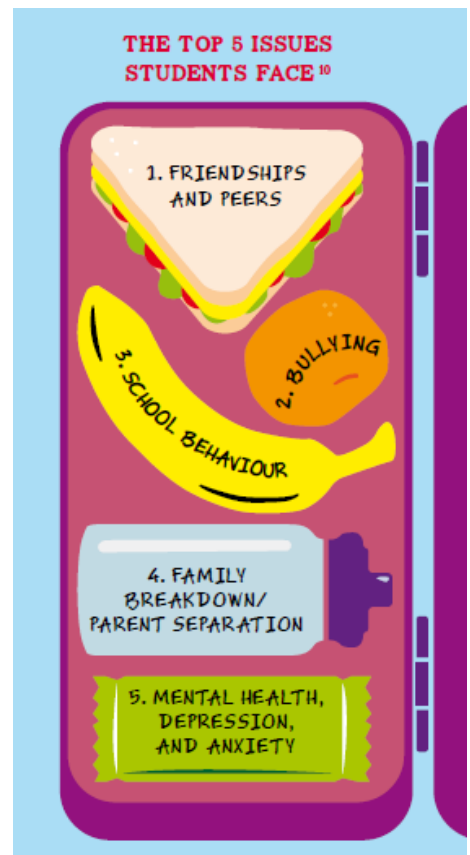 THE TOP 5 ISSUES
STUDENTS FACE 10
1. FRIENDSHIPS
AND PEERS
2. BULLYING
3. SCHOOL BEHAVIOUR
4. FAMILY
BREAKDOWN/
PARENT SEPARATION
5. MENTAL HEALTH,
DEPRESSION,
AND ANXIETY